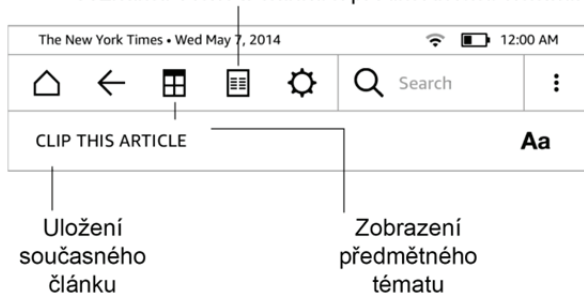 The New York Times • Wed May 7, 2014 12:00 AM
Search
CLIP THIS ARTICLE Aa
Uložení
současného
článku
Zobrazení
předmětného
tématu